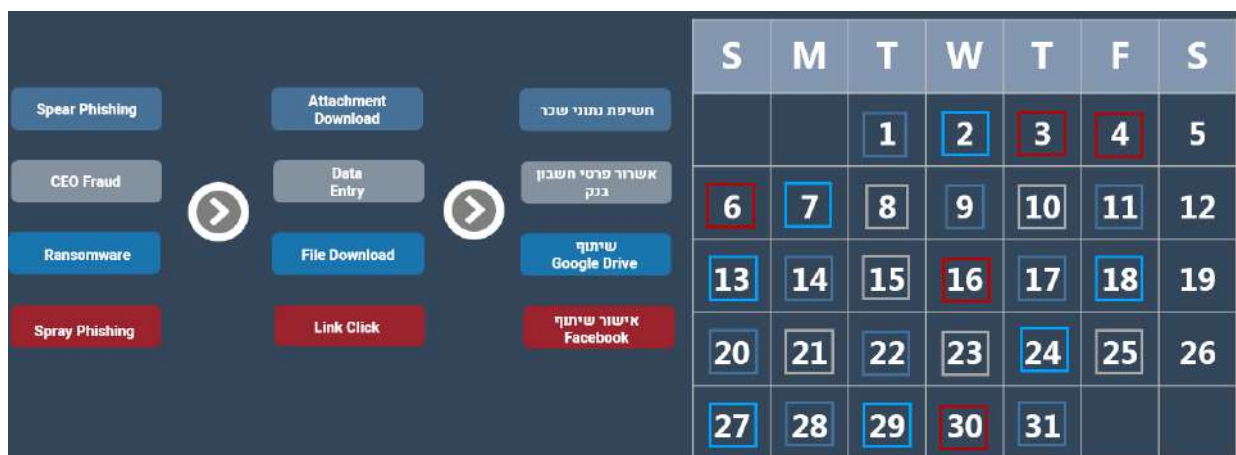 Spear Phishing
Attachment
Download
חשיפת נתוני שכר
CEO Fraud
Data
Entry
אשרור פרטי חשבון
בנק
Ransomware
File Download
שיתוף
Google Drive
Spray Phishing
Link Click
אישור שיתוף
Facebook
S M T W T F S
1 2 3 4 5
6 7 8 9 10 11 12
13 14 15 16 17 18 19
20 21 22 23 24 25 26
27 28 29 30 31